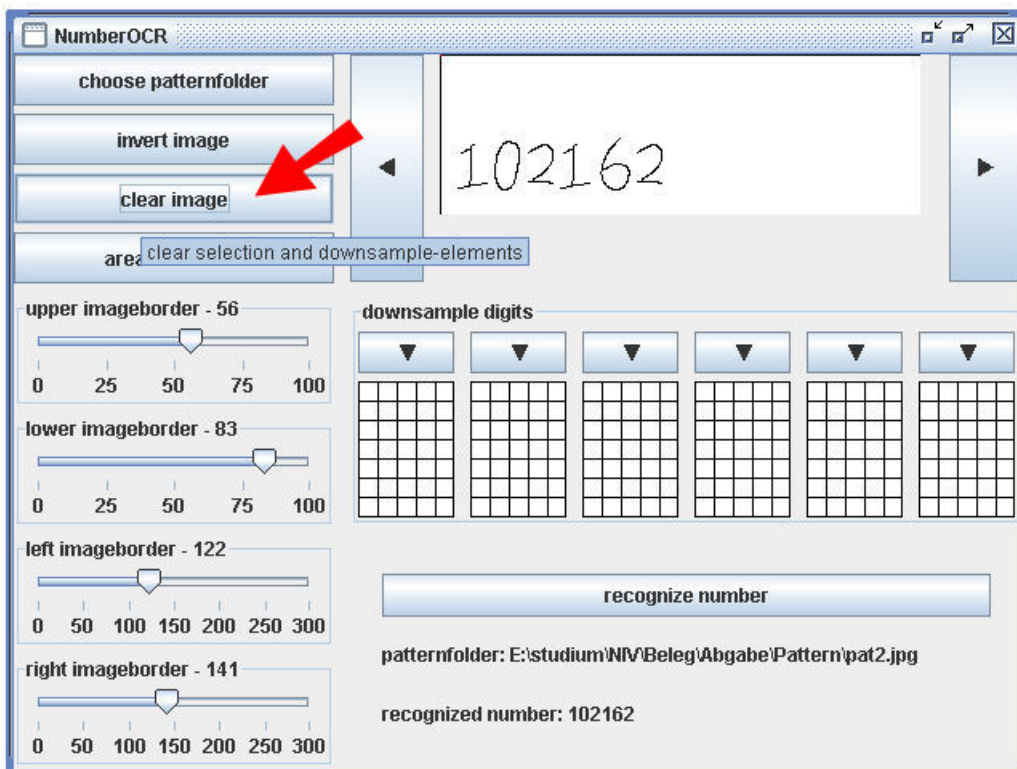 NumberOCR
choose patternfolder
invert image
clear image
area
clear selection and downsample-elements
102162
upper imageborder - 56
0 25 50 75 100
lower imageborder - 83
0 25 50 75 100
left imageborder - 122
0 50 100 150 200 250 300
right imageborder - 141
0 50 100 150 200 250 300
downsample digits
recognize number
patternfolder: E:\studium\NIV\Beleg\Abgabe\Pattern\pat2.jpg
recognized number: 102162